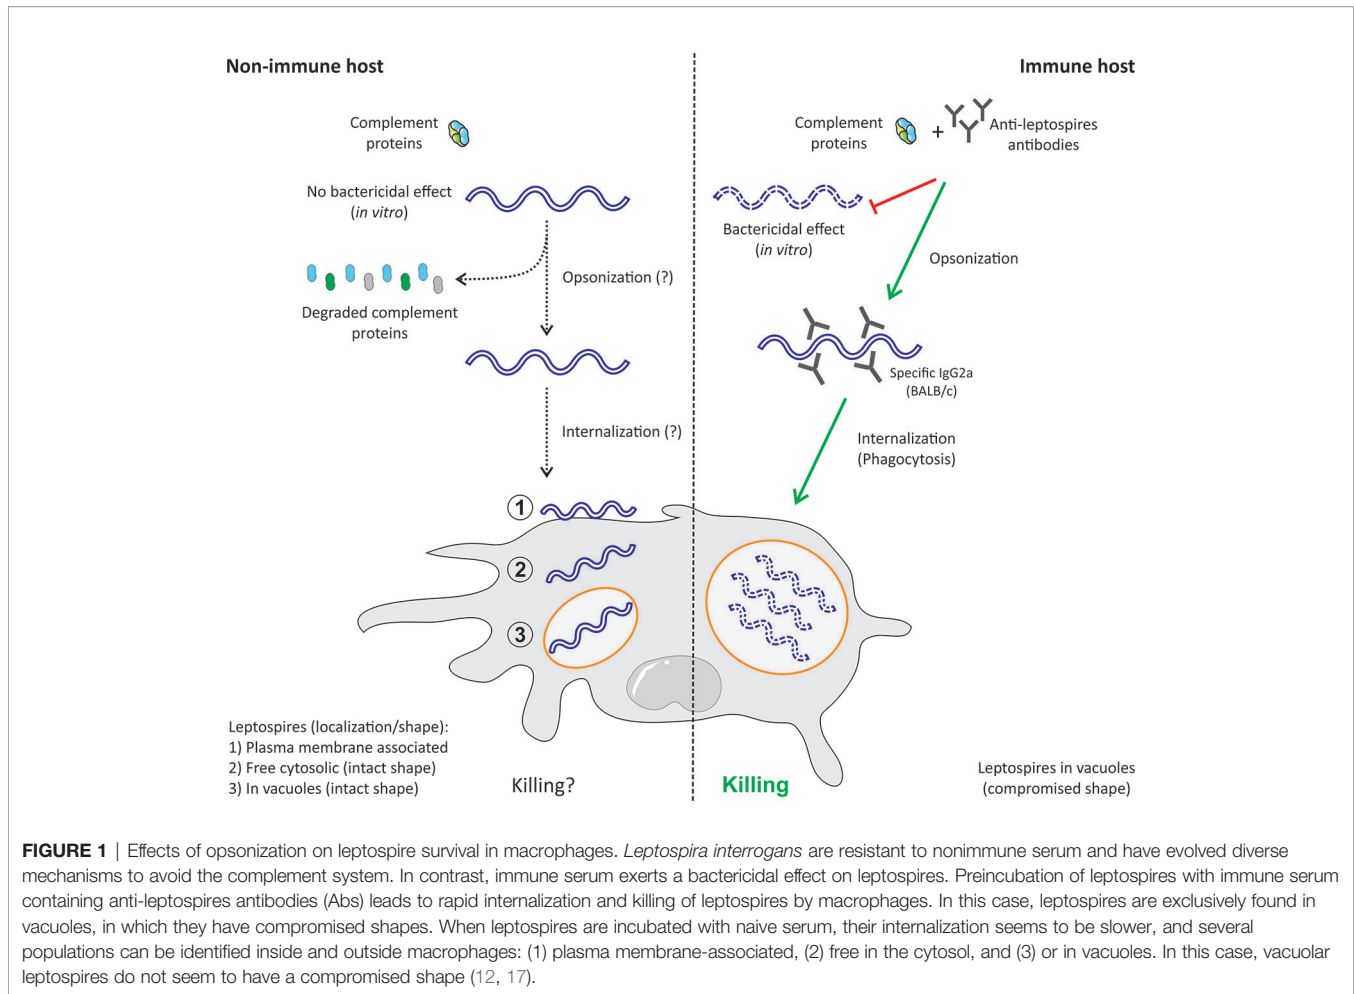 Non-immune host
Immune host
Complement
proteins
No bactericidal effect
(in vitro)
Opsonization (?)
Degraded complement
proteins
Internalization (?)
Complement
proteins
+
Anti-leptospires
antibodies
Bactericidal effect
(in vitro)
Opsonization
Specific IgG2a
(BALB/c)
Internalization
(Phagocytosis)
1
2
3
Leptospires (localization/shape):
1) Plasma membrane associated
2) Free cytosolic (intact shape)
3) In vacuoles (intact shape)
Killing?
Killing
Leptospires in vacuoles
(compromised shape)
FIGURE 1 | Effects of opsonization on leptospire survival in macrophages. Leptospira interrogans are resistant to nonimmune serum and have evolved diverse
mechanisms to avoid the complement system. In contrast, immune serum exerts a bactericidal effect on leptospires. Preincubation of leptospires with immune serum
containing anti-leptospires antibodies (Abs) leads to rapid internalization and killing of leptospires by macrophages. In this case, leptospires are exclusively found in
vacuoles, in which they have compromised shapes. When leptospires are incubated with naive serum, their internalization seems to be slower, and several
populations can be identified inside and outside macrophages: (1) plasma membrane-associated, (2) free in the cytosol, and (3) or in vacuoles. In this case, vacuolar
leptospires do not seem to have a compromised shape (12, 17).